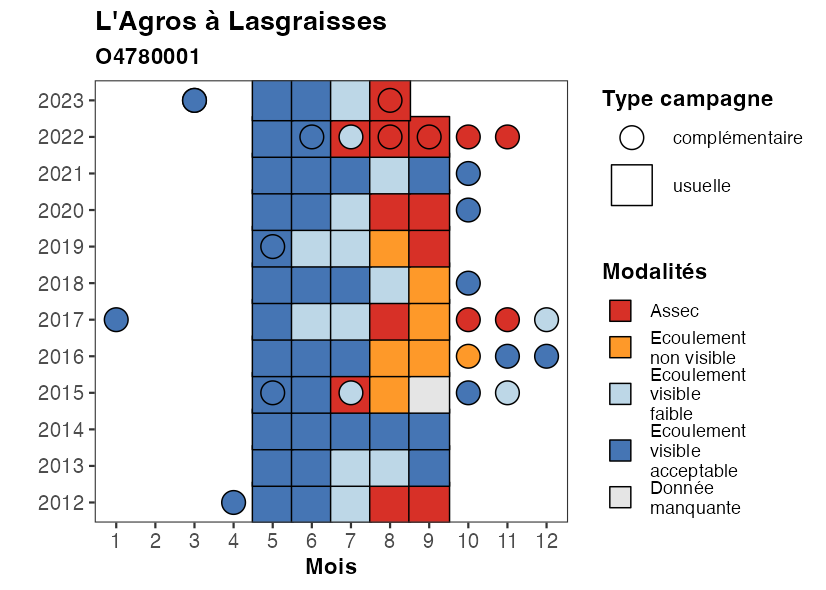 L'Agros à Lasgraisses
O4780001
2023
2022
2021
2020
2019
2018
2017
2016
2015
2014
2013
2012
1 2 3 4 5 6 7 8 9 10 11 12
Mois
Type campagne
complémentaire
usuelle
Modalités
Assec
Ecoulement
non visible
Ecoulement
visible
faible
Ecoulement
visible
acceptable
Donnée
manquante